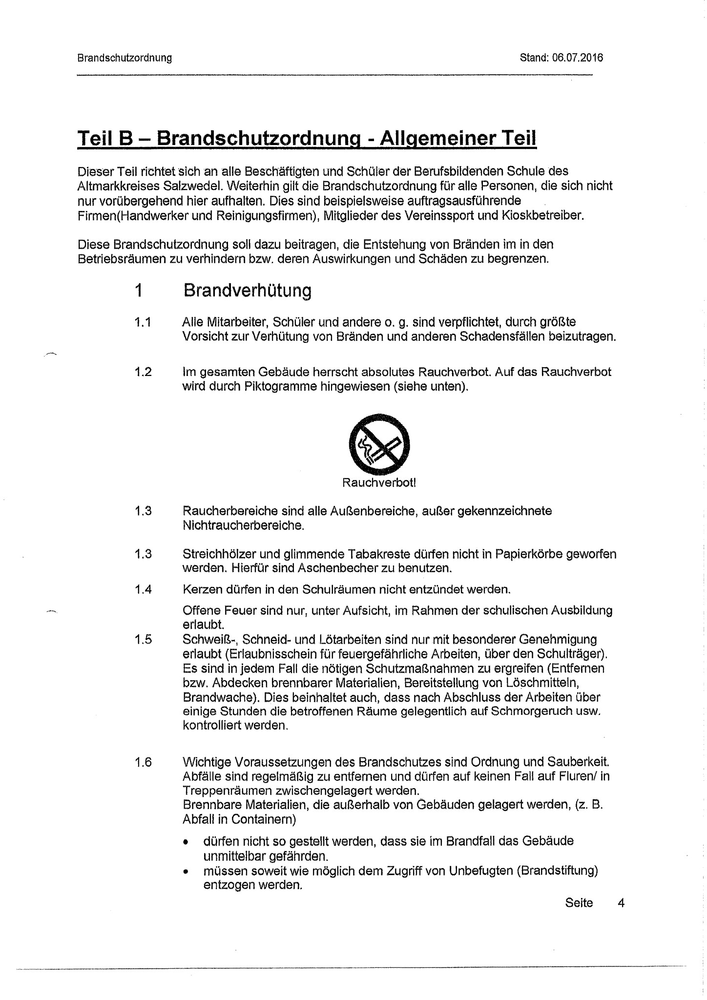 Brandschutzordnung Stand: 06.07.2016
Teil B – Brandschutzordnung - Allgemeiner Teil
Dieser Teil richtet sich an alle Beschäftigten und Schüler der Berufsbildenden Schule des
Altmarkkreises Salzwedel. Weiterhin gilt die Brandschutzordnung für alle Personen, die sich nicht
nur vorübergehend hier aufhalten. Dies sind beispielsweise auftragsausführende
Firmen(Handwerker und Reinigungsfirmen), Mitglieder des Vereinssport und Kioskbetreiber.
Diese Brandschutzordnung soll dazu beitragen, die Entstehung von Bränden im in den
Betriebsräumen zu verhindern bzw. deren Auswirkungen und Schäden zu begrenzen.
1 Brandverhütung
1.1 Alle Mitarbeiter, Schüler und andere o. g. sind verpflichtet, durch größte
Vorsicht zur Verhütung von Bränden und anderen Schadensfällen beizutragen.
1.2 Im gesamten Gebäude herrscht absolutes Rauchverbot. Auf das Rauchverbot
wird durch Piktogramme hingewiesen (siehe unten).
Rauchverbot!
1.3 Raucherbereiche sind alle Außenbereiche, außer gekennzeichnete
Nichtraucherbereiche.
1.3 Streichhölzer und glimmende Tabakreste dürfen nicht in Papierkörbe geworfen
werden. Hierfür sind Aschenbecher zu benutzen.
1.4 Kerzen dürfen in den Schulräumen nicht entzündet werden.
Offene Feuer sind nur, unter Aufsicht, im Rahmen der schulischen Ausbildung
erlaubt.
1.5 Schweiß-, Schneid- und Lötarbeiten sind nur mit besonderer Genehmigung
erlaubt (Erlaubnisschein für feuergefährliche Arbeiten, über den Schulträger).
Es sind in jedem Fall die nötigen Schutzmaßnahmen zu ergreifen (Entfernen
bzw. Abdecken brennbarer Materialien, Bereitstellung von Löschmitteln,
Brandwache). Dies beinhaltet auch, dass nach Abschluss der Arbeiten über
einige Stunden die betroffenen Räume gelegentlich auf Schmorgeruch usw.
kontrolliert werden.
1.6 Wichtige Voraussetzungen des Brandschutzes sind Ordnung und Sauberkeit.
Abfälle sind regelmäßig zu entfernen und dürfen auf keinen Fall auf Fluren/ in
Treppenräumen zwischengelagert werden.
Brennbare Materialien, die außerhalb von Gebäuden gelagert werden, (z. B.
Abfall in Containern)
• dürfen nicht so gestellt werden, dass sie im Brandfall das Gebäude
unmittelbar gefährden.
• müssen soweit wie möglich dem Zugriff von Unbefugten (Brandstiftung)
entzogen werden.
Seite 4